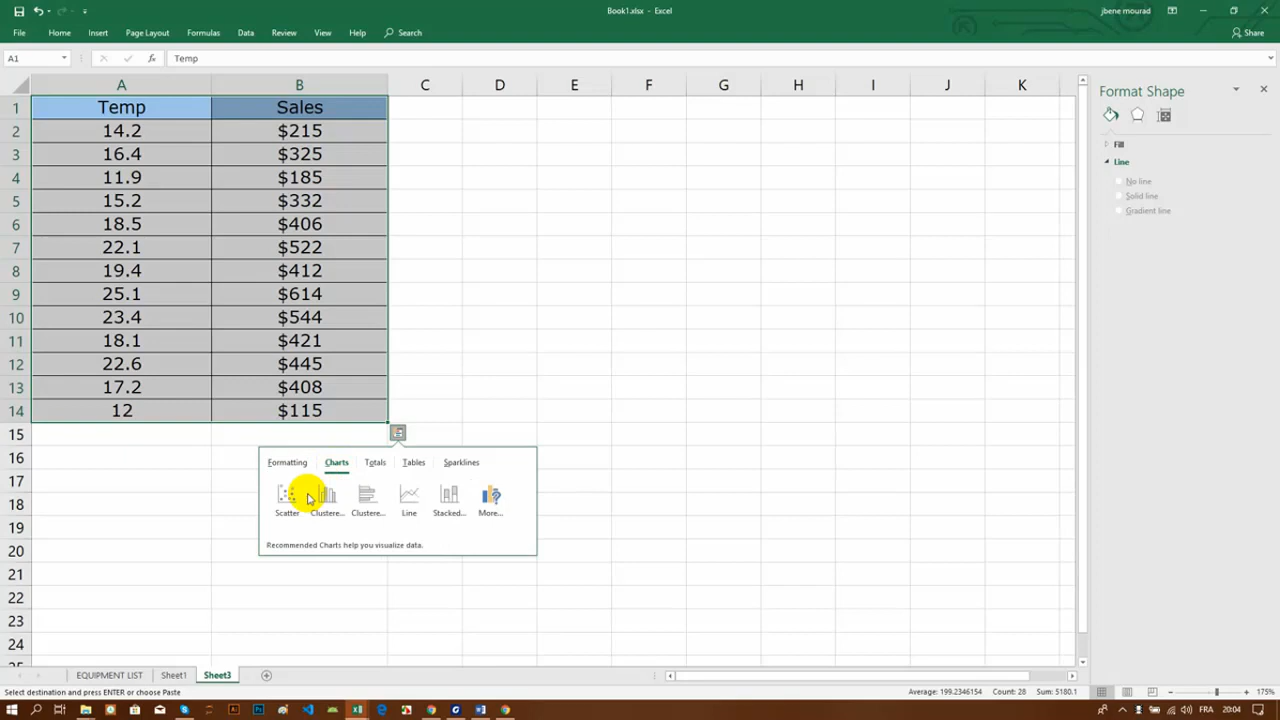 Book1.xlsx - Excel
jbene mourad
File Home Insert Page Layout Formulas Data Review View Help Search Share
A1 fx Temp
A B C D E F G H I J K
Format Shape
1 Temp Sales
2 14.2 $215
3 16.4 $325
4 11.9 $185
5 15.2 $332
6 18.5 $406
7 22.1 $522
8 19.4 $412
9 25.1 $614
10 23.4 $544
11 18.1 $421
12 22.6 $445
13 17.2 $408
14 12 $115
15
16
17
18
19
20
21
22
23
24
Fill
Line
No line
Solid line
Gradient line
Formatting Charts Totals Tables Sparklines
Scatter Clustere... Clustere... Line Stacked... More...
Recommended Charts help you visualize data.
EQUIPMENT LIST Sheet1 Sheet3
Select destination and press ENTER or choose Paste
Average: 199.2346154 Count: 28 Sum: 5180.1
175%
FRA 20:04